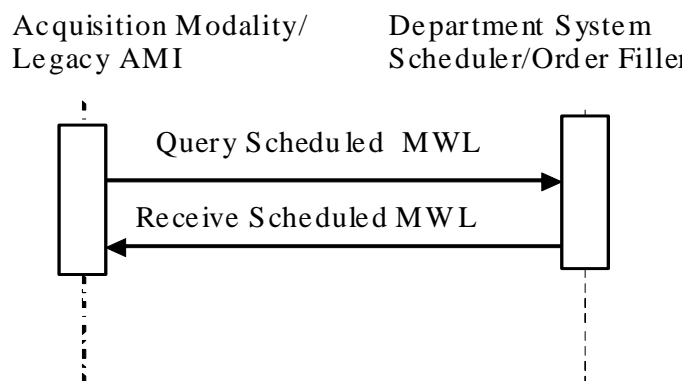 Acquisition Modality/
Legacy AMI
Department System
Scheduler/Order Filler
Query Scheduled MWL
Receive Scheduled MWL